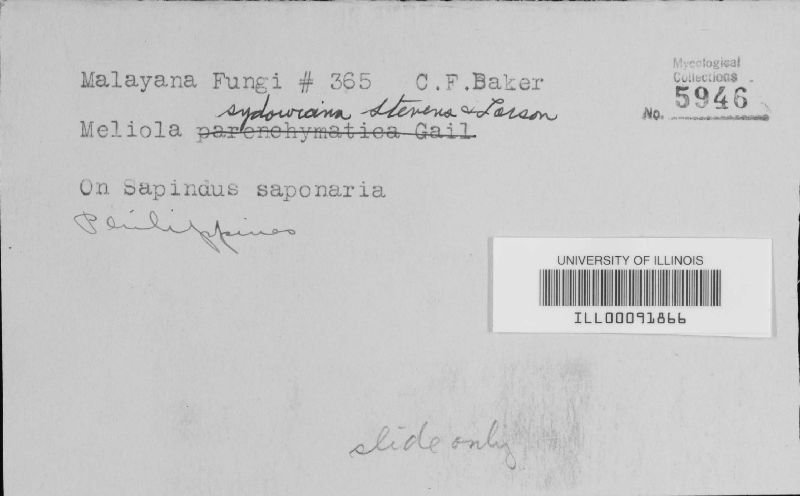 Malayana Fungi # 365 C.F.Baker
Mycological
Collections
No. 5946
sydowiana Stevens & Larson
Meliola parenchymatica Gail
On Sapindus saponaria
Philippines
UNIVERSITY OF ILLINOIS
ILL00091866
slide only